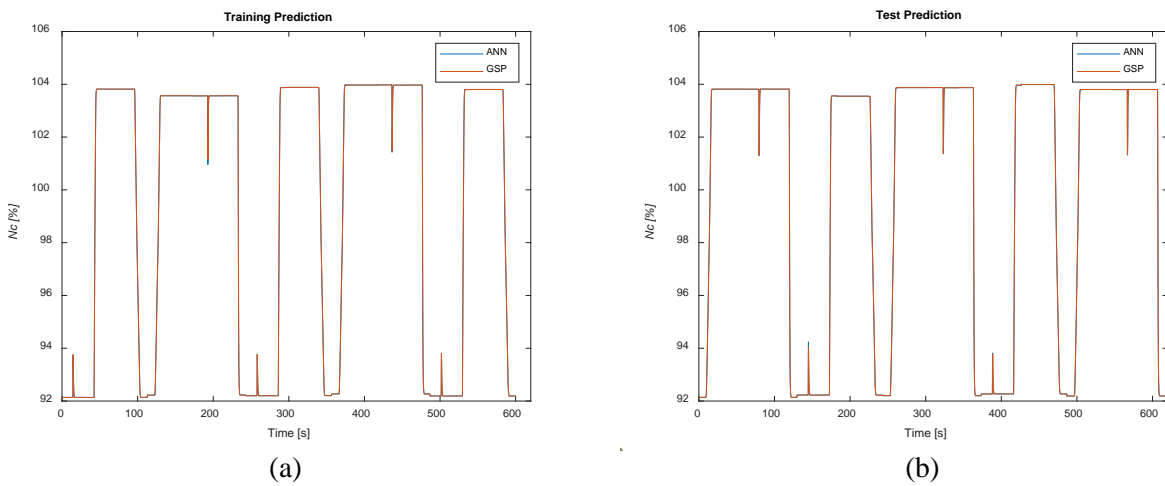 Training Prediction
106
104
102
100
98
96
94
92
Nc [%]
ANN
GSP
0 100 200 300 400 500 600
Time [s]
(a)
Test Prediction
106
104
102
100
98
96
94
92
Nc [%]
ANN
GSP
0 100 200 300 400 500 600
Time [s]
(b)